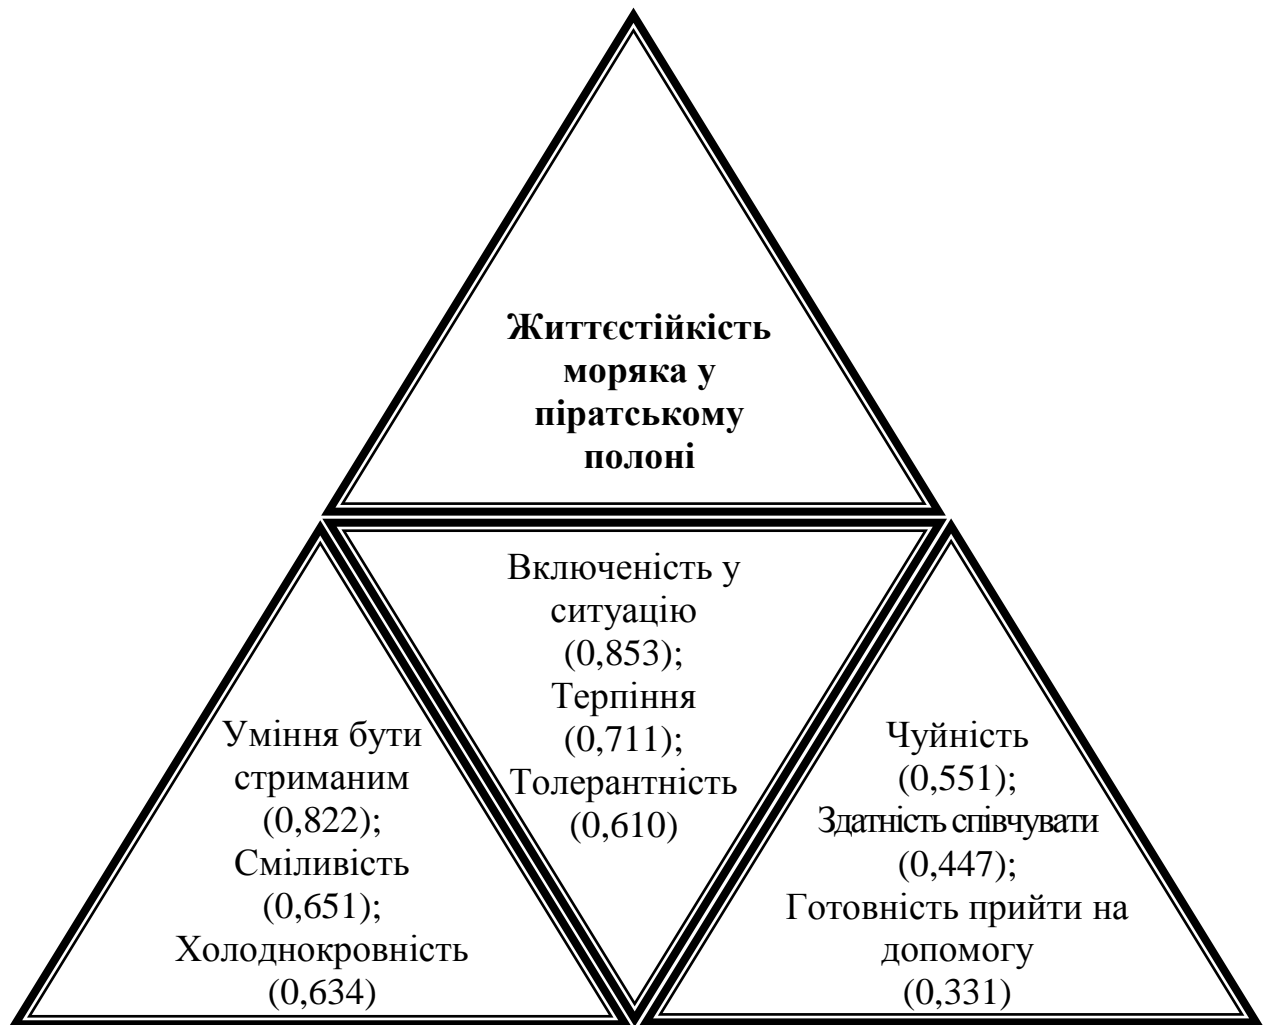 Життєстійкість
моряка у
піратському
полоні
Включеність у
ситуацію
(0,853);
Терпіння
(0,711);
Толерантність
(0,610)
Уміння бути
стриманим
(0,822);
Сміливість
(0,651);
Холоднокровність
(0,634)
Чуйність
(0,551);
Здатність співчувати
(0,447);
Готовність прийти на
допомогу
(0,331)